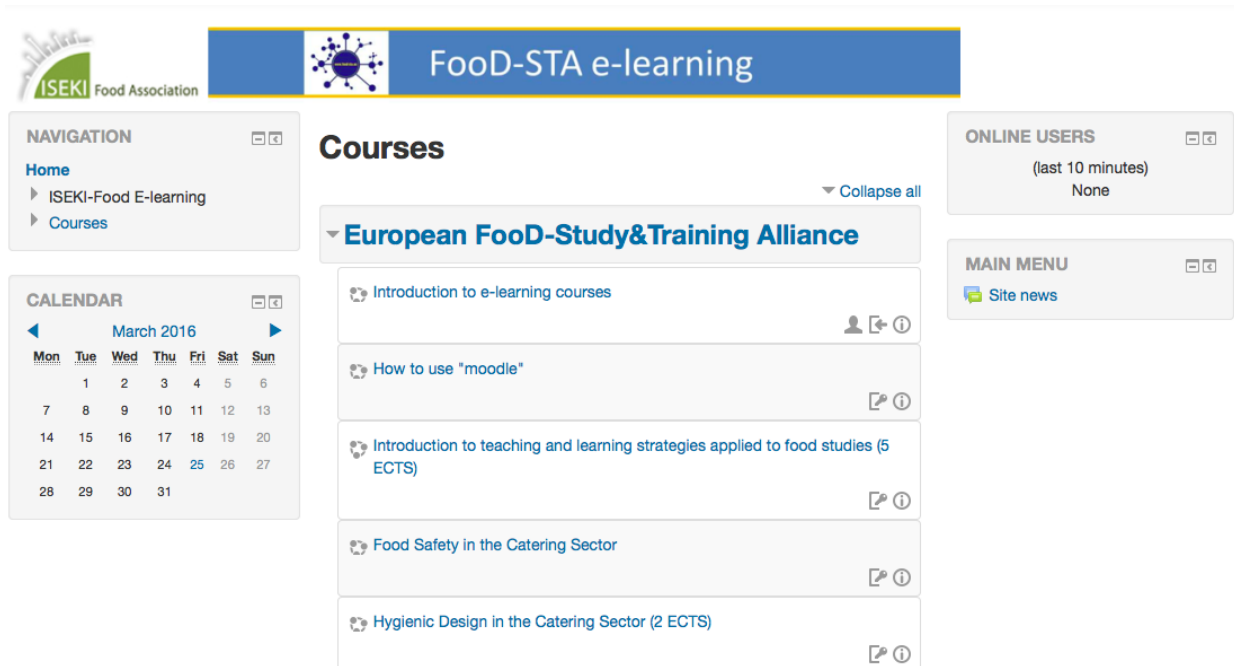 ISEKI Food Association
FooD-STA e-learning
NAVIGATION
Home
ISEKI-Food E-learning
Courses
CALENDAR
March 2016
Mon Tue Wed Thu Fri Sat Sun
1 2 3 4 5 6
7 8 9 10 11 12 13
14 15 16 17 18 19 20
21 22 23 24 25 26 27
28 29 30 31
Courses
Collapse all
European FooD-Study&Training Alliance
Introduction to e-learning courses
How to use "moodle"
Introduction to teaching and learning strategies applied to food studies (5
ECTS)
Food Safety in the Catering Sector
Hygienic Design in the Catering Sector (2 ECTS)
ONLINE USERS
(last 10 minutes)
None
MAIN MENU
Site news